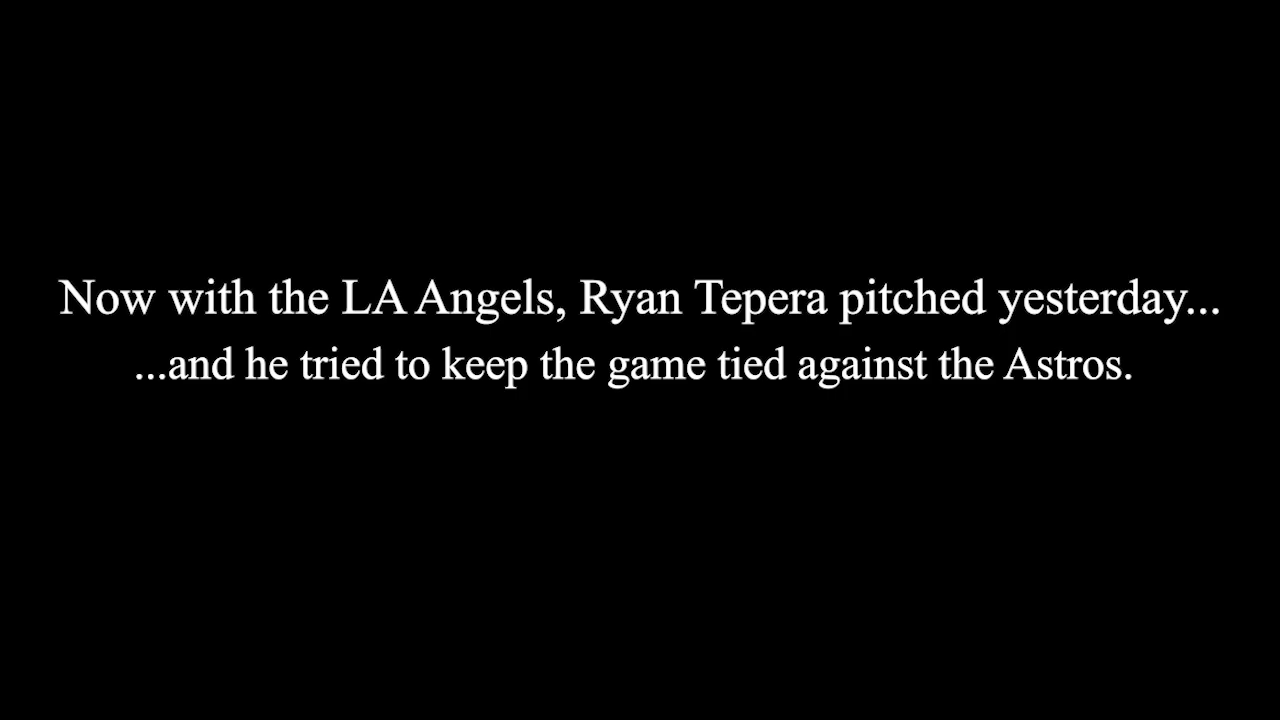 Now with the LA Angels, Ryan Tepera pitched yesterday...
...and he tried to keep the game tied against the Astros.